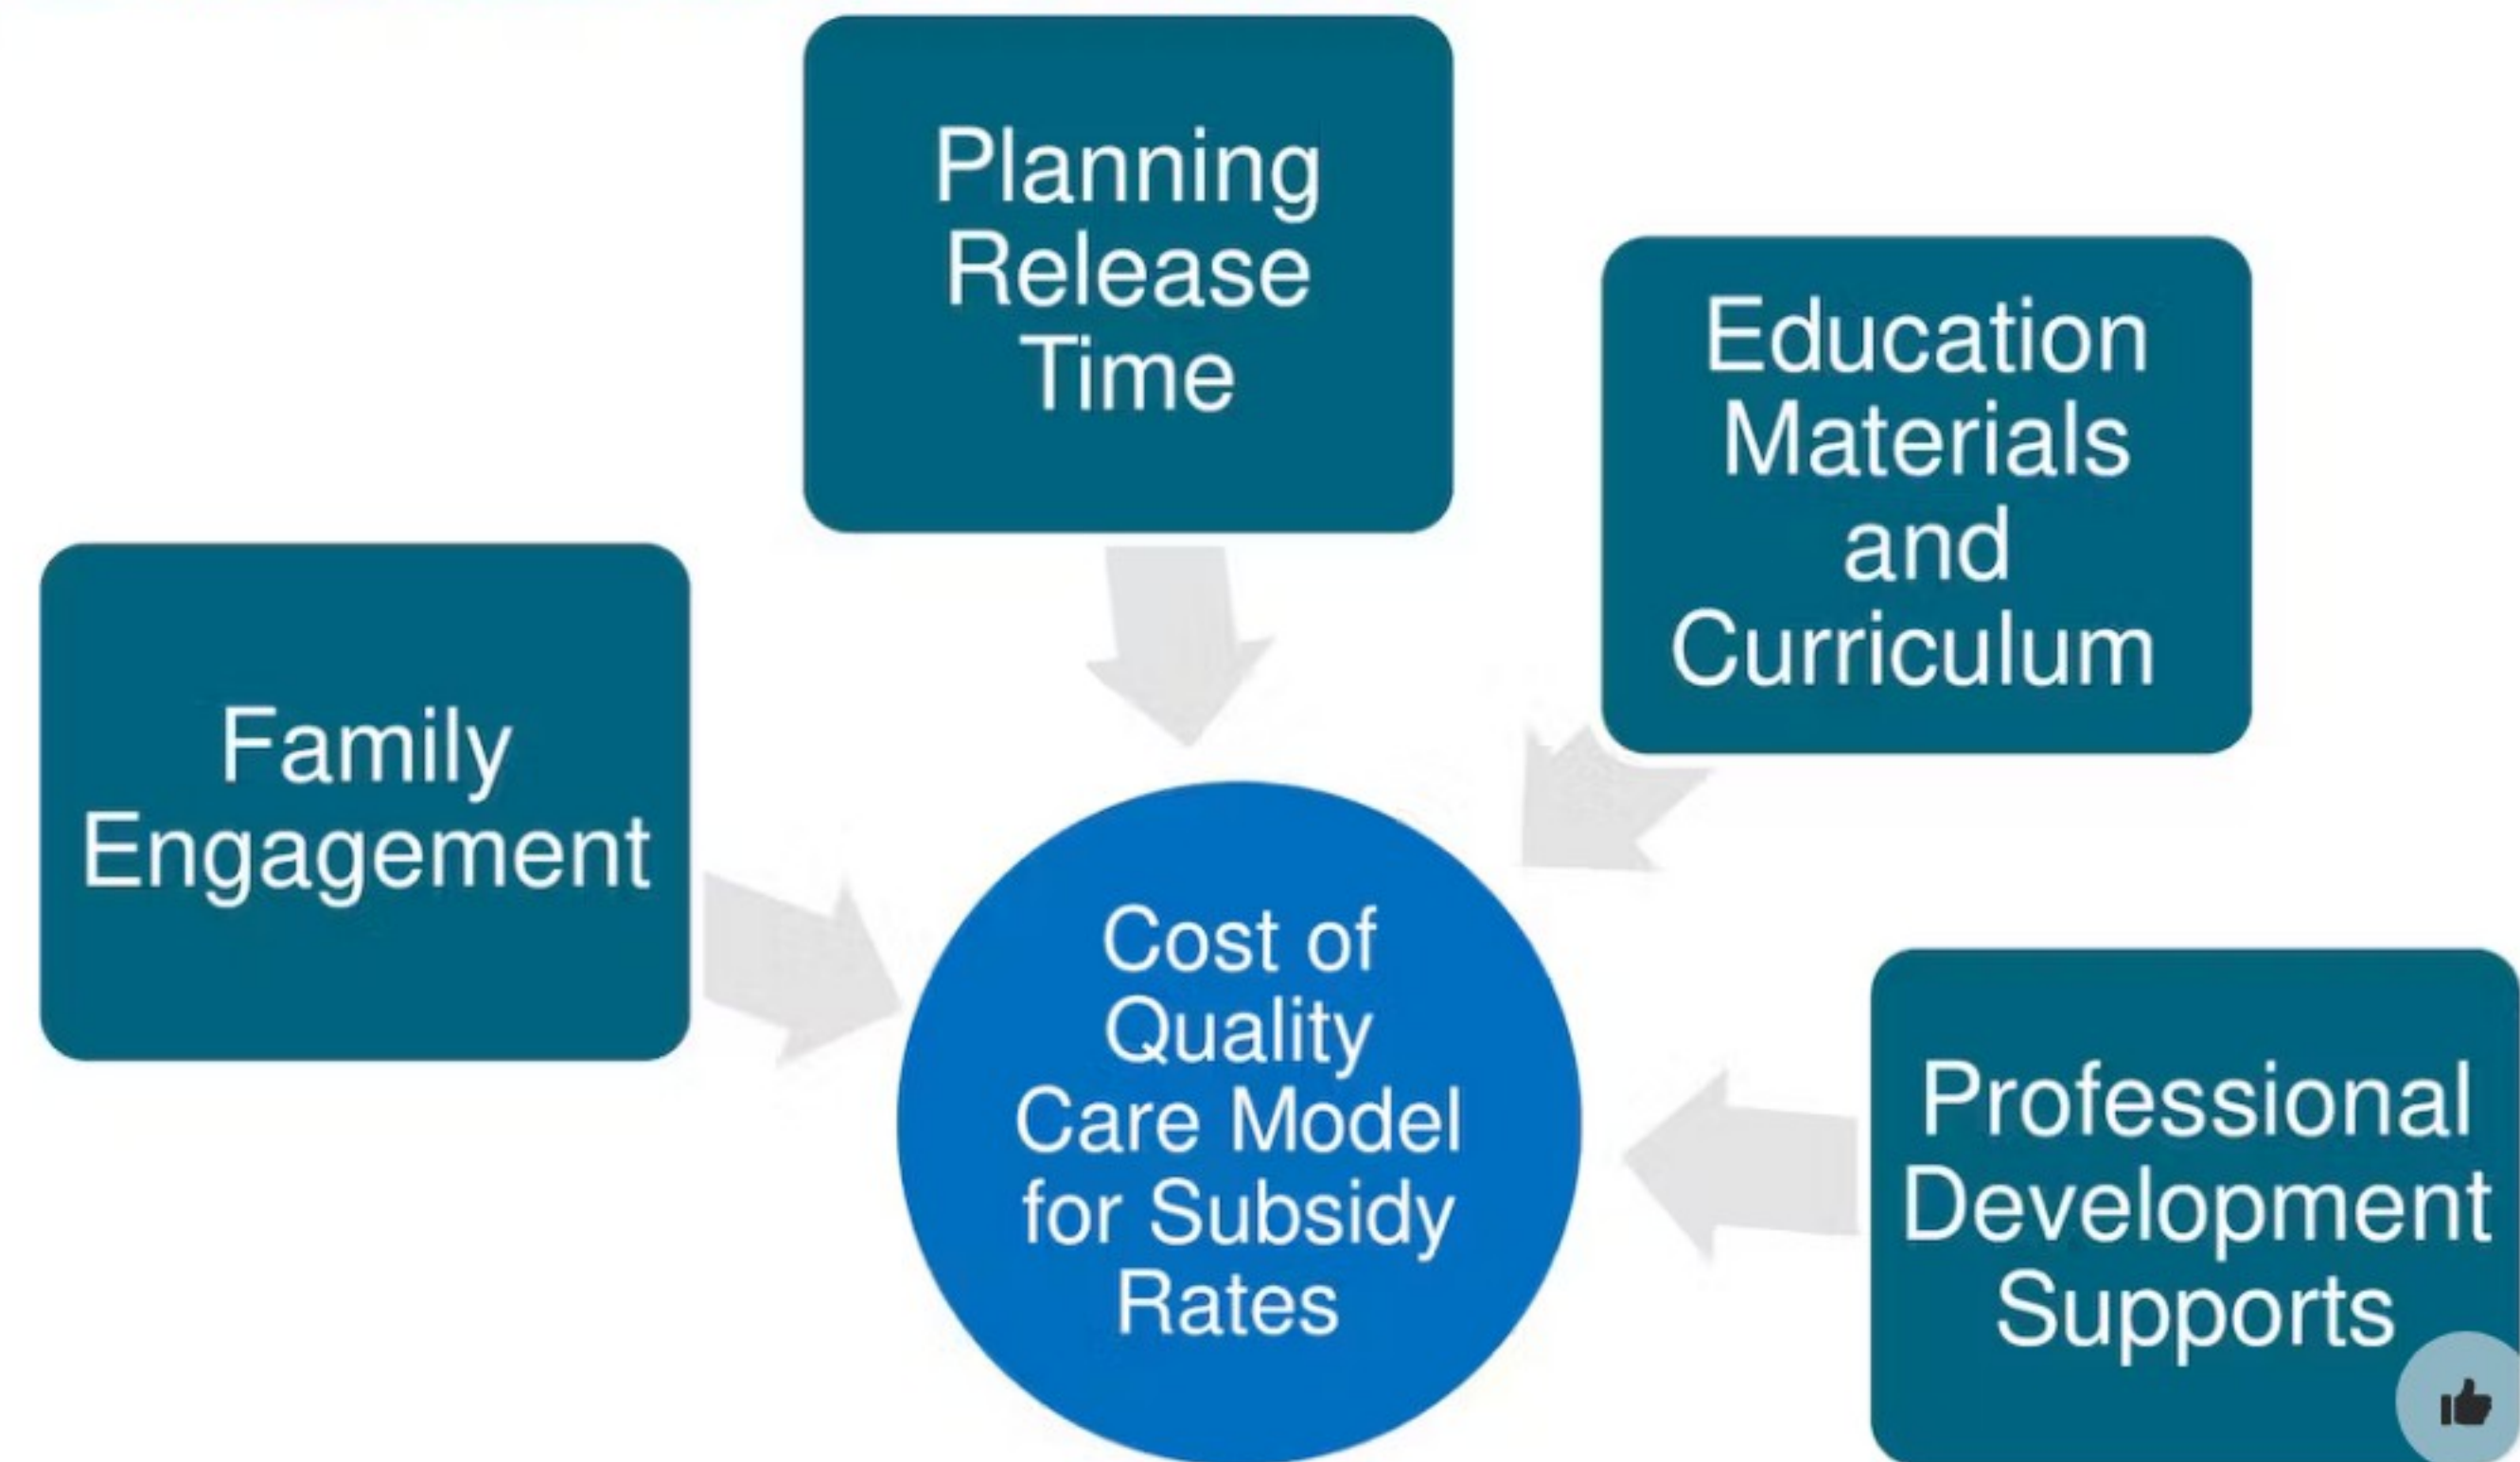 Planning
Release
Time
Education
Materials
and
Curriculum
Family
Engagement
Cost of
Quality
Care Model
for Subsidy
Rates
Professional
Development
Supports